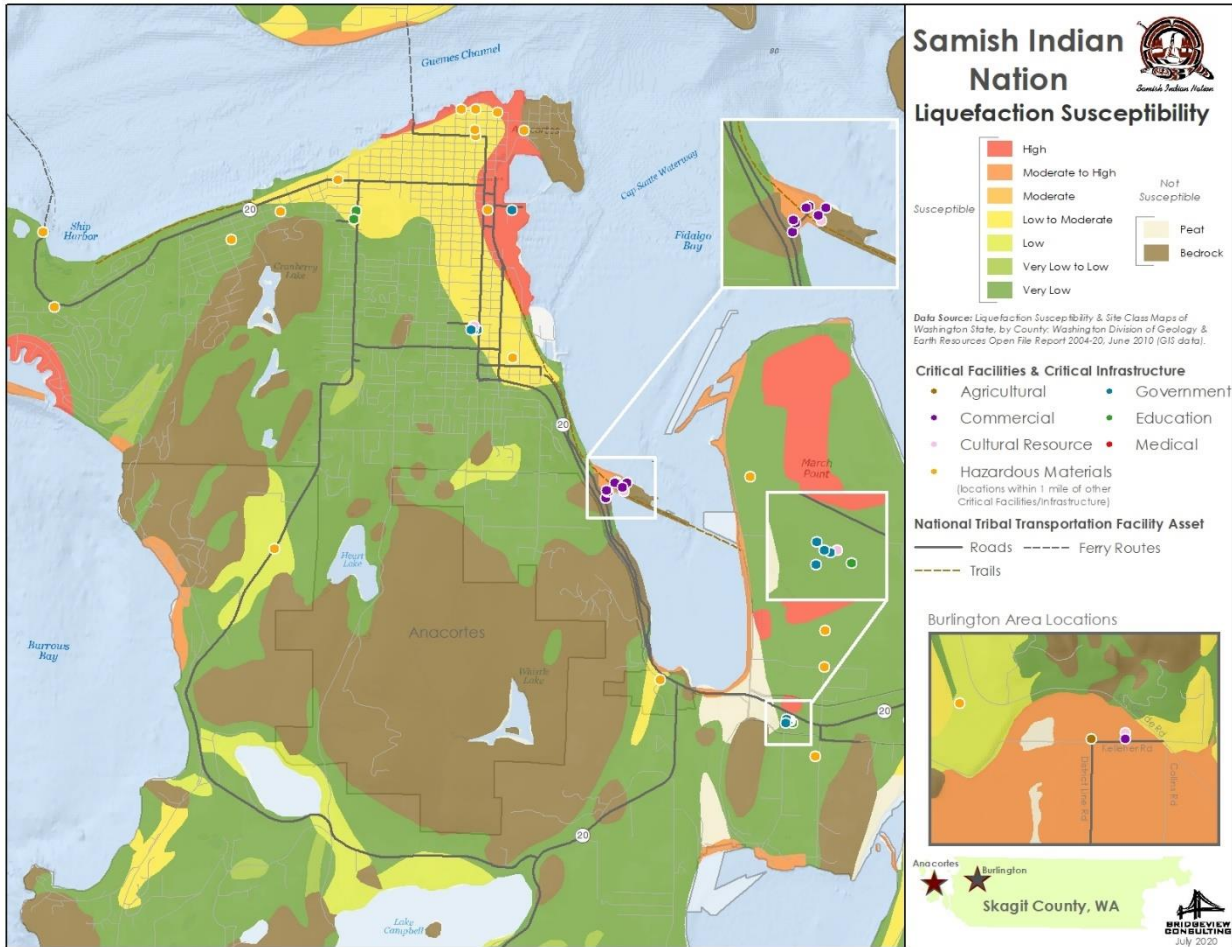 Guemes Channel
80
Cap Sante Waterway
Fidalgo
Bay
Ship
Harbor
20
Cranberry
Lake
20
March
Point
Heart
Lake
Anacortes
Burrows
Bay
Whistle
Lake
20
20
Lake
Campbell
Samish Indian
Nation
Samish Indian Nation
Liquefaction Susceptibility
Susceptible
High
Moderate to High
Moderate
Low to Moderate
Low
Very Low to Low
Very Low
Not
Susceptible
Peat
Bedrock
Data Source: Liquefaction Susceptibility & Site Class Maps of
Washington State, by County: Washington Division of Geology &
Earth Resources Open File Report 2004-20, June 2010 (GIS data).
Critical Facilities & Critical Infrastructure
Agricultural
Government
Commercial
Education
Cultural Resource
Medical
Hazardous Materials
(locations within 1 mile of other
Critical Facilities/Infrastructure)
National Tribal Transportation Facility Asset
Roads
Ferry Routes
Trails
Burlington Area Locations
Kelleher Rd
District Line Rd
Collins Rd
Anacortes
Burlington
Skagit County, WA
BRIDGEVIEW
CONSULTING
July 2020